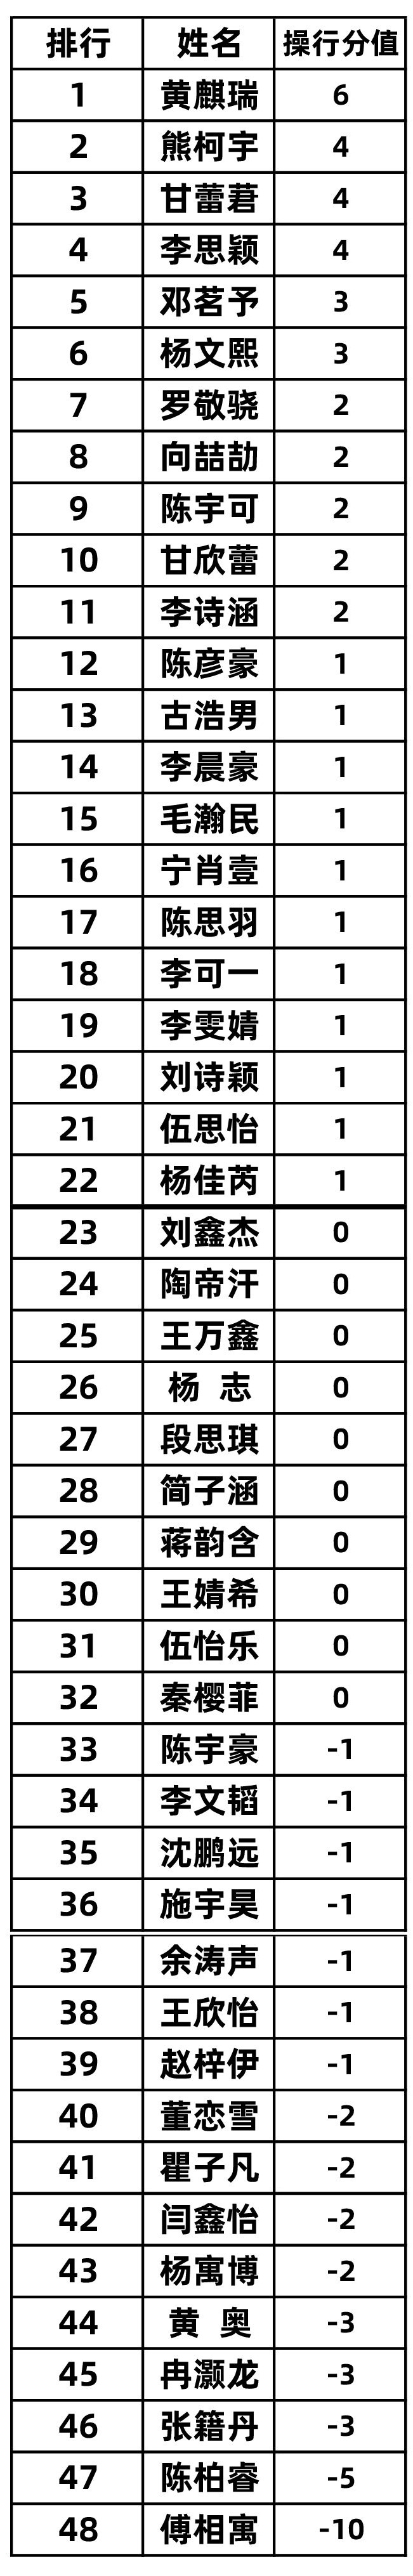 排行 姓名 操行分值
1 黄麒瑞 6
2 熊柯宇 4
3 甘蕾莙 4
4 李思颖 4
5 邓茗予 3
6 杨文熙 3
7 罗敬骁 2
8 向喆劼 2
9 陈宇可 2
10 甘欣蕾 2
11 李诗涵 2
12 陈彦豪 1
13 古浩男 1
14 李晨豪 1
15 毛瀚民 1
16 宁肖壹 1
17 陈思羽 1
18 李可一 1
19 李雯婧 1
20 刘诗颖 1
21 伍思怡 1
22 杨佳芮 1
23 刘鑫杰 0
24 陶帝汗 0
25 王万鑫 0
26 杨 志 0
27 段思琪 0
28 简子涵 0
29 蒋韵含 0
30 王婧希 0
31 伍怡乐 0
32 秦樱菲 0
33 陈宇豪 -1
34 李文韬 -1
35 沈鹏远 -1
36 施宇昊 -1
37 余涛声 -1
38 王欣怡 -1
39 赵梓伊 -1
40 董恋雪 -2
41 瞿子凡 -2
42 闫鑫怡 -2
43 杨寓博 -2
44 黄 奥 -3
45 冉灏龙 -3
46 张籍丹 -3
47 陈柏睿 -5
48 傅相寓 -10